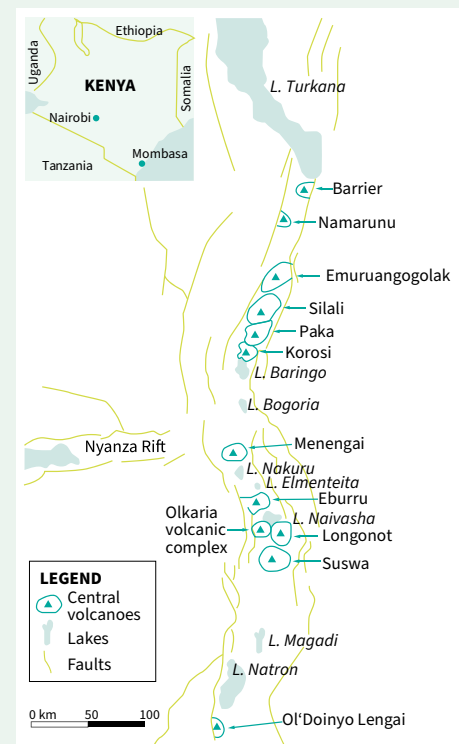 Ethiopia
Uganda
KENYA
Somalia
Nairobi
Mombasa
Tanzania
L. Turkana
Barrier
Namarunu
Emuruangogolak
Silali
Paka
Korosi
L. Baringo
L. Bogoria
Nyanza Rift
Menengai
L. Nakuru
L. Elmenteita
Eburru
L. Naivasha
Olkaria
volcanic
complex
Longonot
Suswa
LEGEND
Central
volcanoes
Lakes
Faults
L. Magadi
L. Natron
0 km 50 100
Ol‘Doinyo Lengai